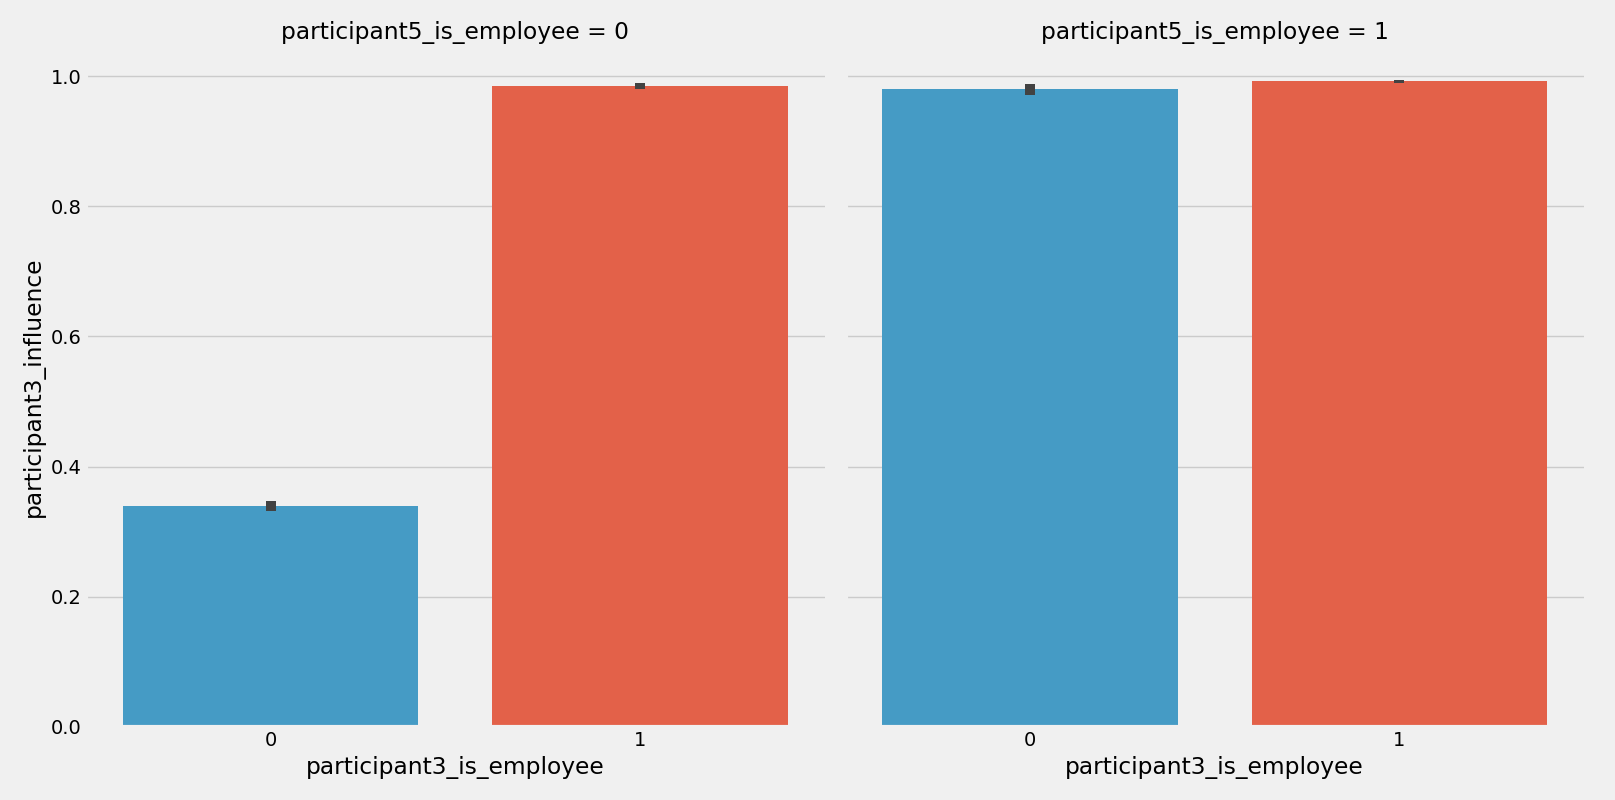 participant5_is_employee = 0
participant5_is_employee = 1
1.0
0.8
0.6
0.4
0.2
0.0
participant3_influence
0
1
0
1
participant3_is_employee
participant3_is_employee